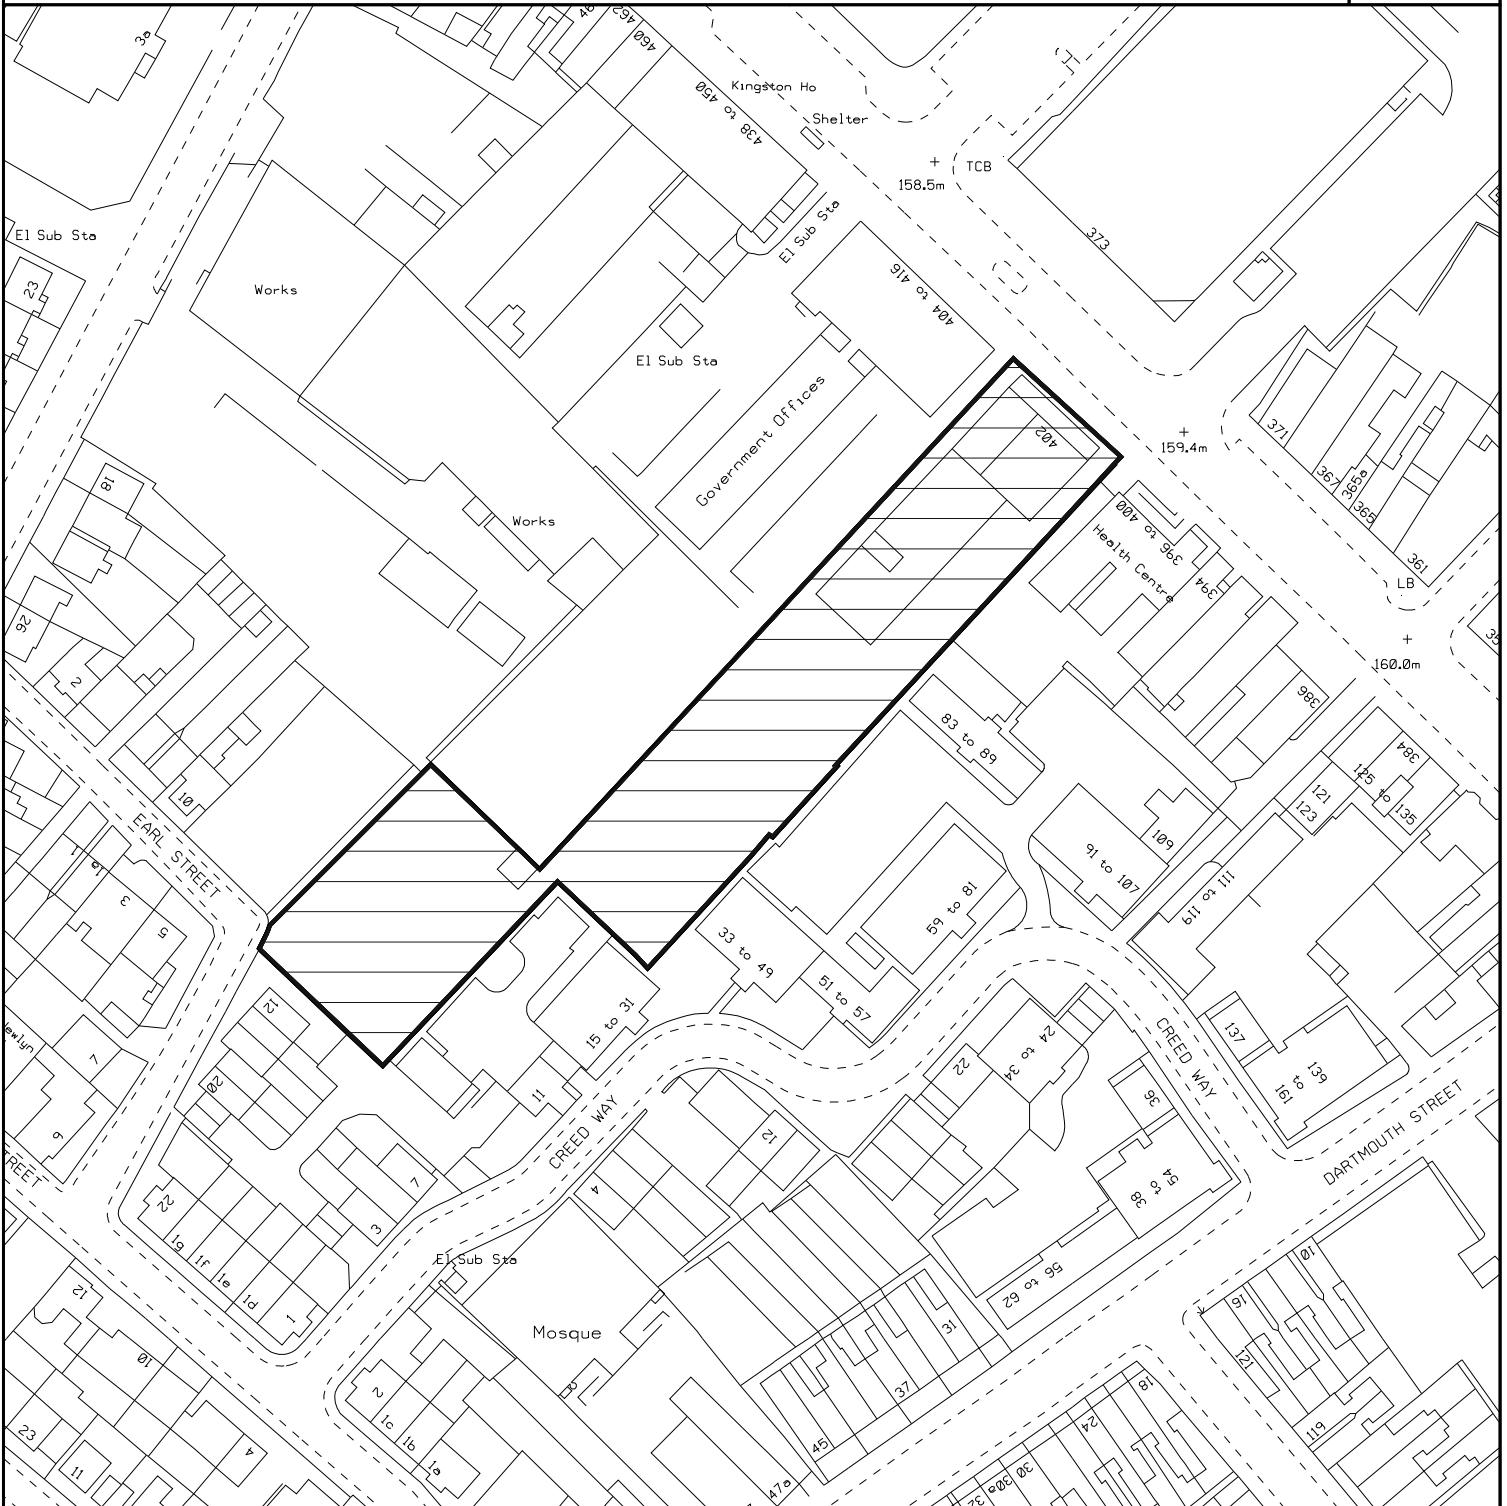 3a
462
460
Kingston Ho
438 to 450
Shelter
TCB
158.5m
El Sub Sta
El Sub Sta
373
23
Works
404 to 416
El Sub Sta
Government Offices
402
159.4m
371
367
365a
365
361
LB
18
Works
396 to 400
Health Centre
394
26
2
160.0m
386
83 to 89
384
125 to 135
121
123
10
EARL STREET
109
91 to 107
11
1a
3
5
111 to 119
59 to 81
33 to 49
51 to 57
12
15 to 31
24 to 34
22
CREED WAY
137
139 to 161
7
20
9
11
CREED WAY
36
12
DARTMOUTH STREET
38 to 54
7
3
4
22
1g
1f
1e
1d
1
El Sub Sta
56 to 62
10
16
12
Mosque
31
37
45
47a
121
119
18
24
30
30a
10
2
1c
1b
1a
23
11
4